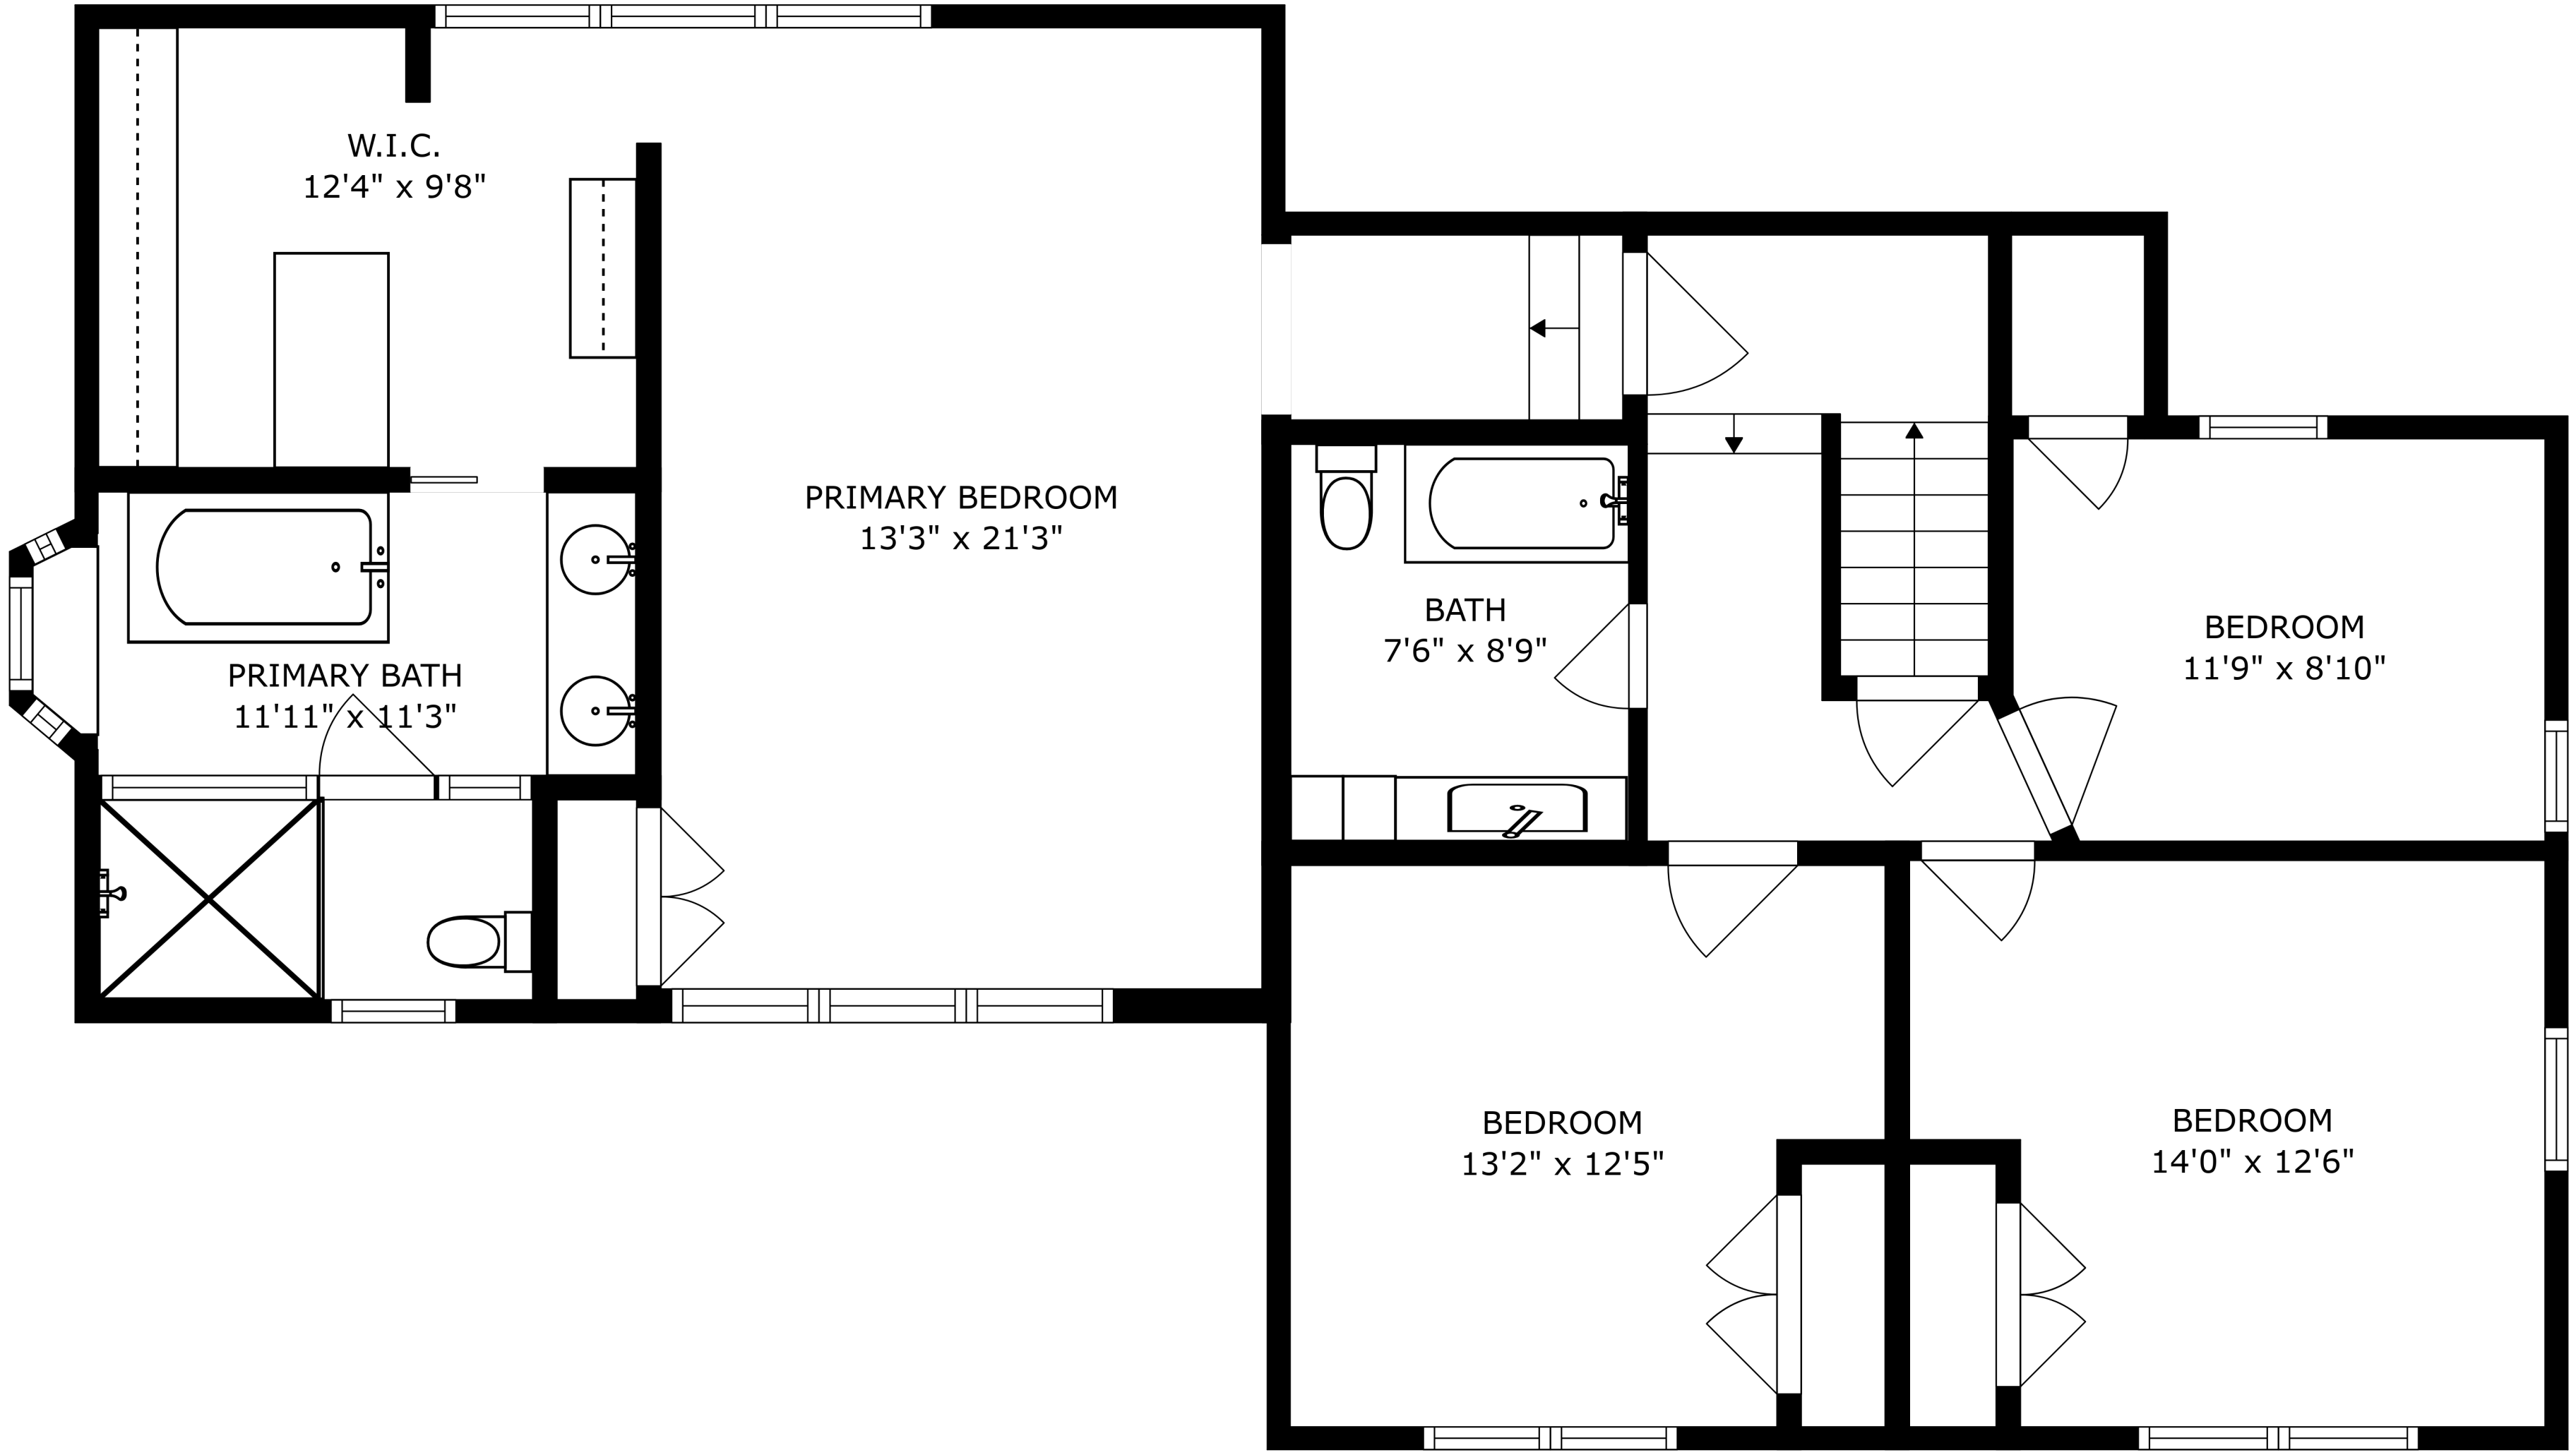 W.I.C.
12'4" x 9'8"
PRIMARY BEDROOM
13'3" x 21'3"
BATH
7'6" x 8'9"
BEDROOM
11'9" x 8'10"
PRIMARY BATH
11'11" x 11'3"
BEDROOM
13'2" x 12'5"
BEDROOM
14'0" x 12'6"